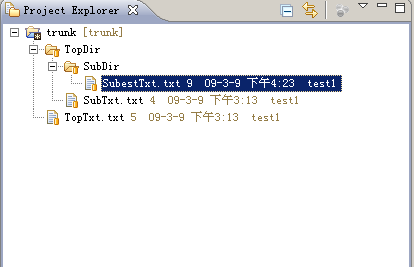 Project Explorer
trunk [trunk]
TopDir
SubDir
SubestTxt.txt 9 09-3-9 下午4:23 test1
SubTxt.txt 4 09-3-9 下午3:13 test1
TopTxt.txt 5 09-3-9 下午3:13 test1